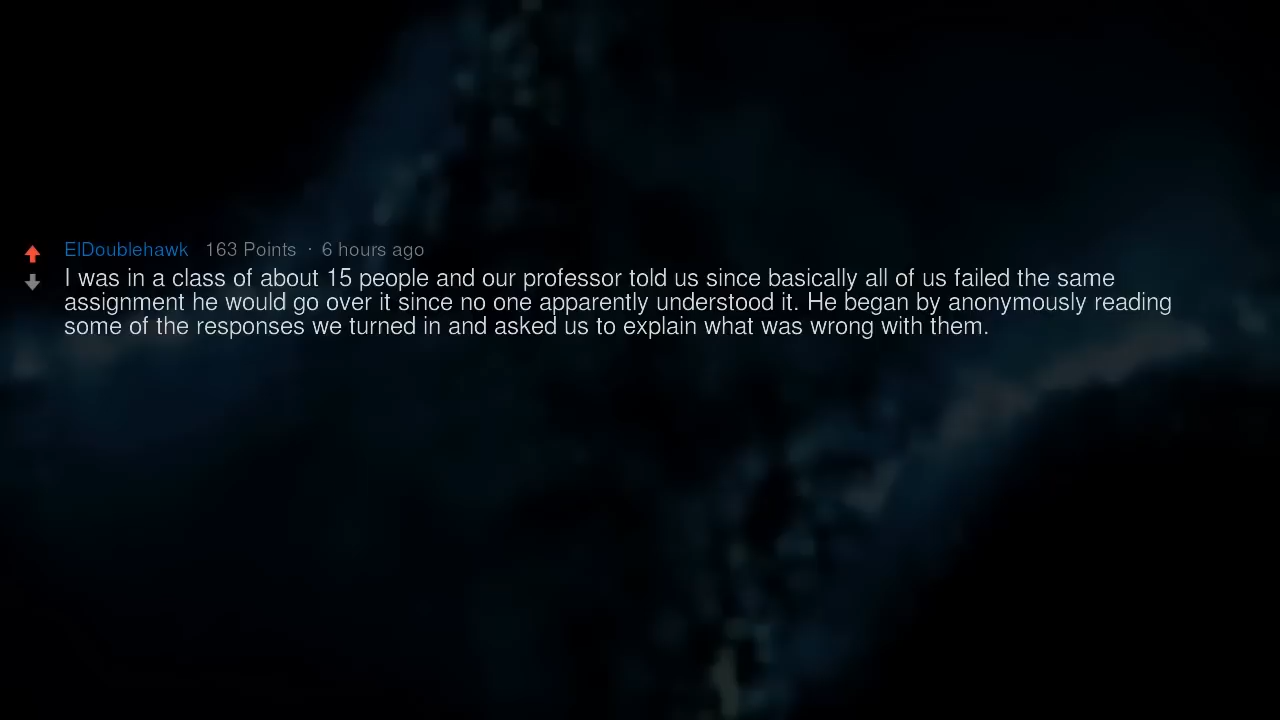 ElDoublehawk 163 Points · 6 hours ago
I was in a class of about 15 people and our professor told us since basically all of us failed the same
assignment he would go over it since no one apparently understood it. He began by anonymously reading
some of the responses we turned in and asked us to explain what was wrong with them.